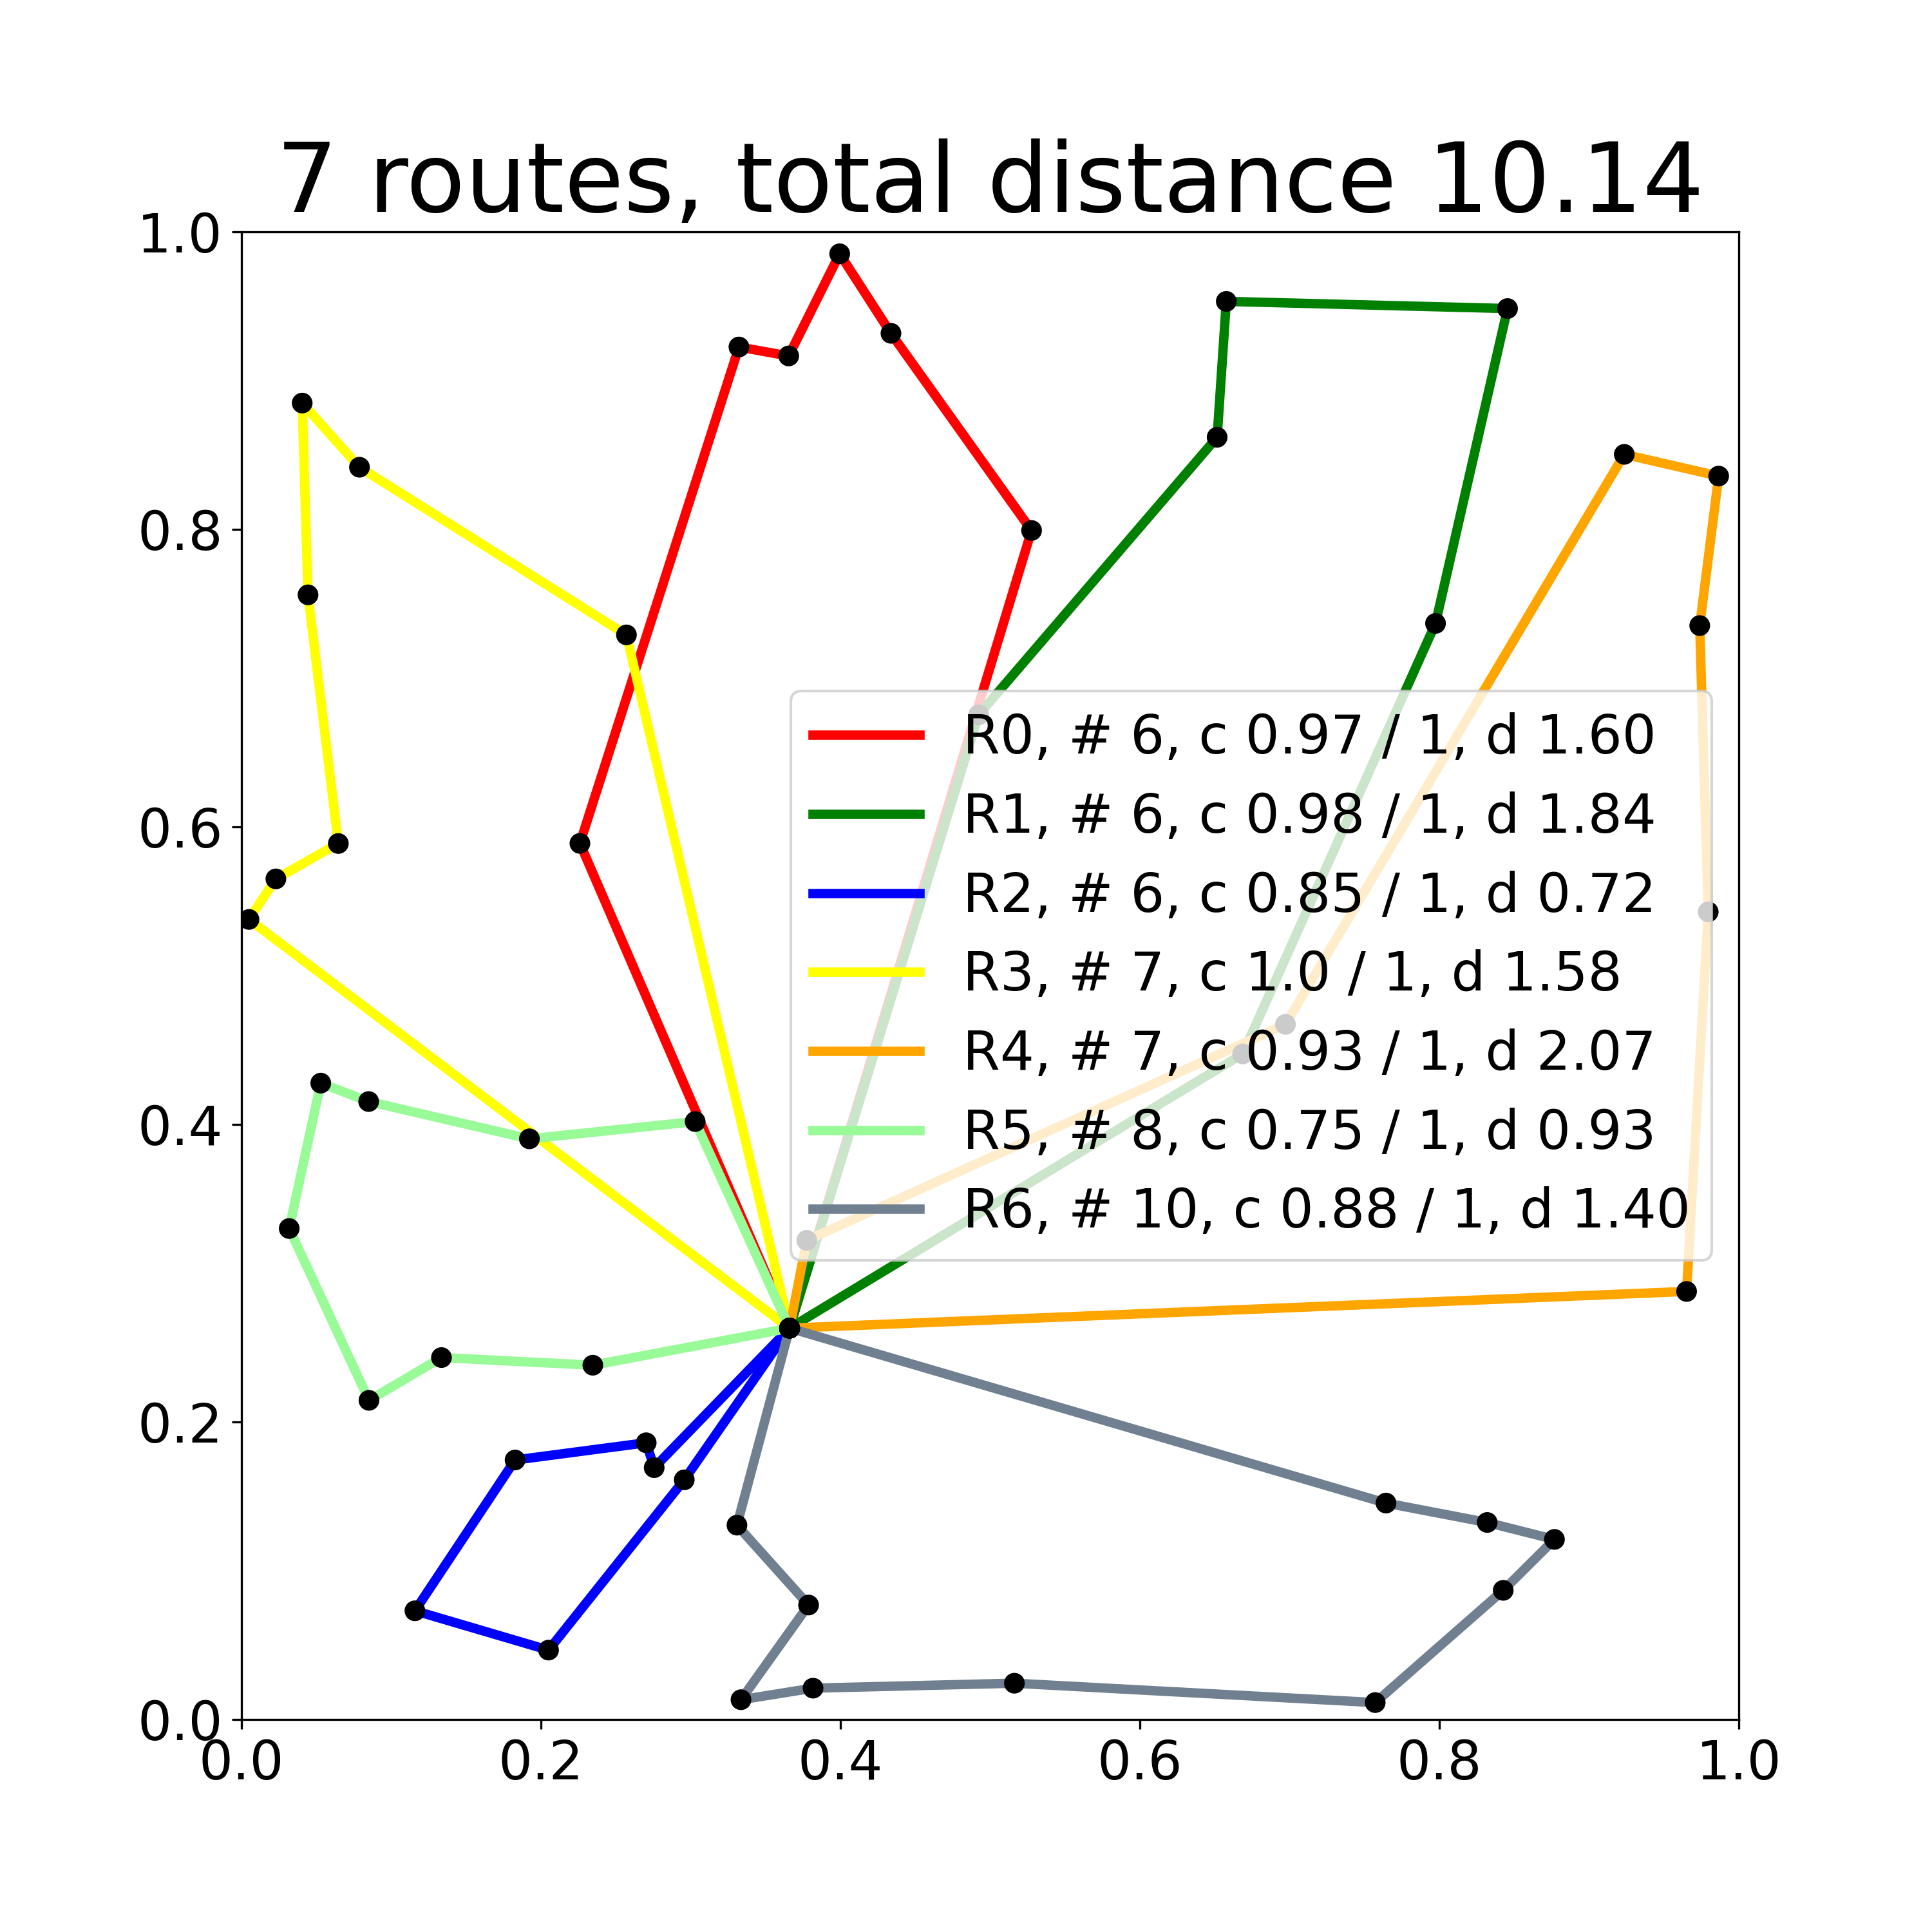 7 routes, total distance 10.14
1.0
0.8
0.6
0.4
0.2
0.0
R0, # 6, c 0.97 / 1, d 1.60
R1, # 6, c 0.98 / 1, d 1.84
R2, # 6, c 0.85 / 1, d 0.72
R3, # 7, c 1.0 / 1, d 1.58
R4, # 7, c 0.93 / 1, d 2.07
R5, # 8, c 0.75 / 1, d 0.93
R6, # 10, c 0.88 / 1, d 1.40
0.0 0.2 0.4 0.6 0.8 1.0